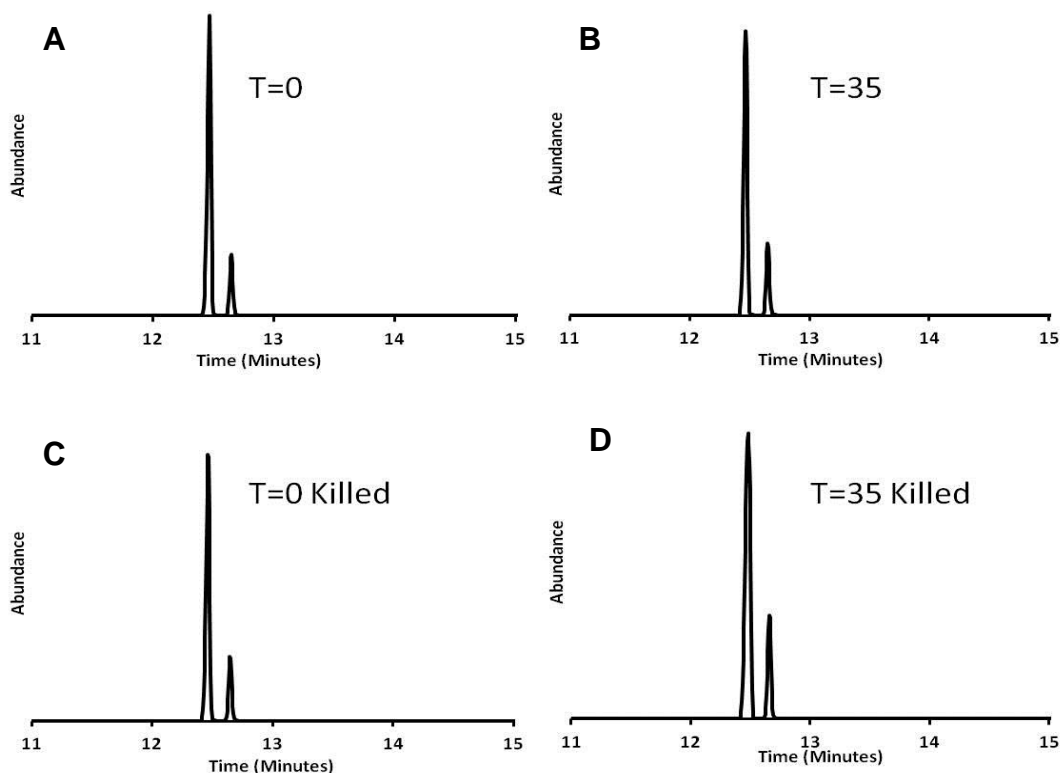 A
T=0
Abundance
11 12 13 14 15
Time (Minutes)
B
T=35
Abundance
11 12 13 14 15
Time (Minutes)
C
T=0 Killed
Abundance
11 12 13 14 15
Time (Minutes)
D
T=35 Killed
Abundance
11 12 13 14 15
Time (Minutes)